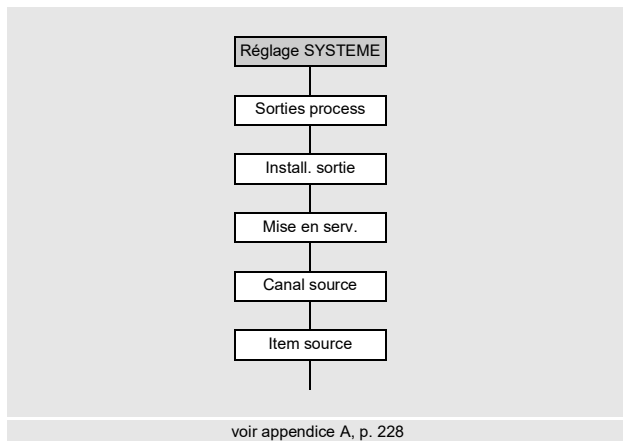 Réglage SYSTEME
Sorties process
Install. sortie
Mise en serv.
Canal source
Item source
voir appendice A, p. 228